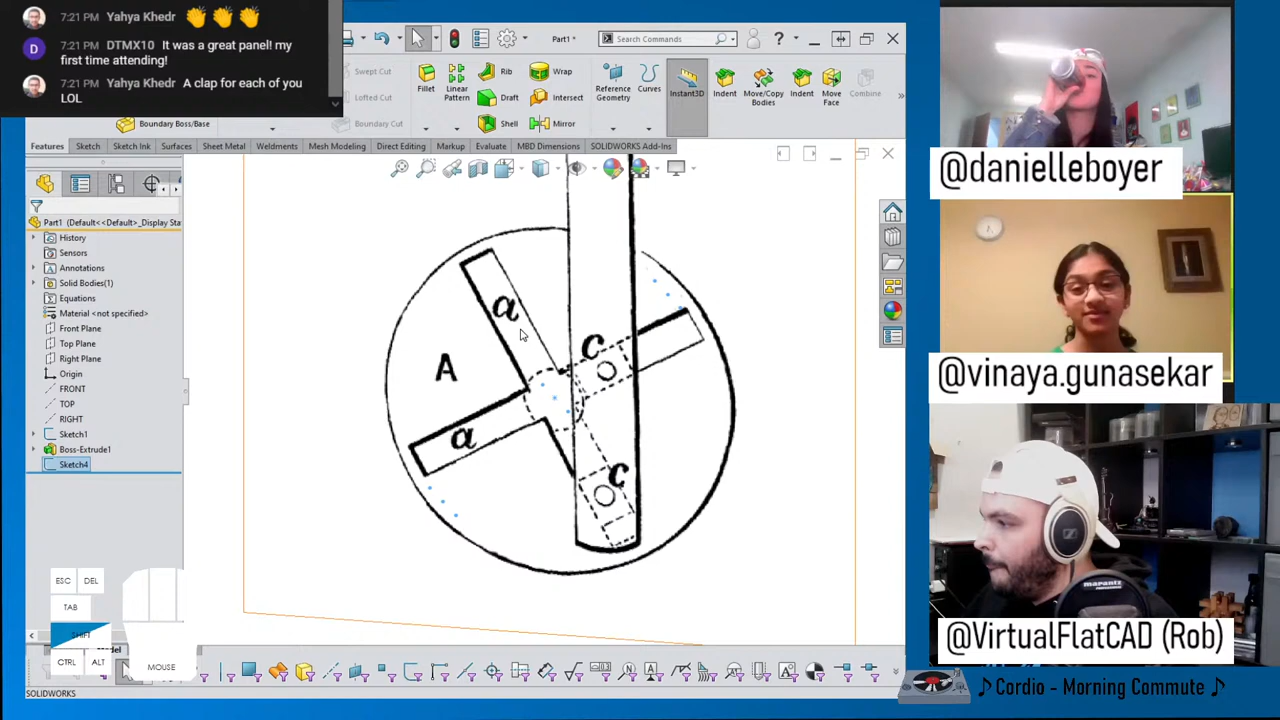 7:21 PM Yahya Khedr 👏 👏 👏
D 7:21 PM DTMX10 It was a great panel! my
first time attending!
7:21 PM Yahya Khedr A clap for each of you
LOL
Part1 *
Search Commands
Swept Cut
Lofted Cut
Boundary Cut
Boundary Boss/Base
Fillet
Linear
Pattern
Rib
Draft
Shell
Wrap
Intersect
Mirror
Reference
Geometry
Curves
Instant3D
Indent
Move/Copy
Bodies
Indent
Move
Face
Combine
Features
Sketch
Sketch Ink
Surfaces
Sheet Metal
Weldments
Mesh Modeling
Direct Editing
Markup
Evaluate
MBD Dimensions
SOLIDWORKS Add-Ins
Part1 (Default<<Default>_Display Sta
History
Sensors
Annotations
Solid Bodies(1)
Equations
Material <not specified>
Front Plane
Top Plane
Right Plane
Origin
FRONT
TOP
RIGHT
Sketch1
Boss-Extrude1
Sketch4
a
A
a
c
c
ESC
DEL
TAB
SHIFT
CTRL
ALT
MOUSE
SOLIDWORKS
@danielleboyer
@vinaya.gunasekar
marantz
PROFESSIONAL
@VirtualFlatCAD (Rob)
♪ Cordio - Morning Commute ♪